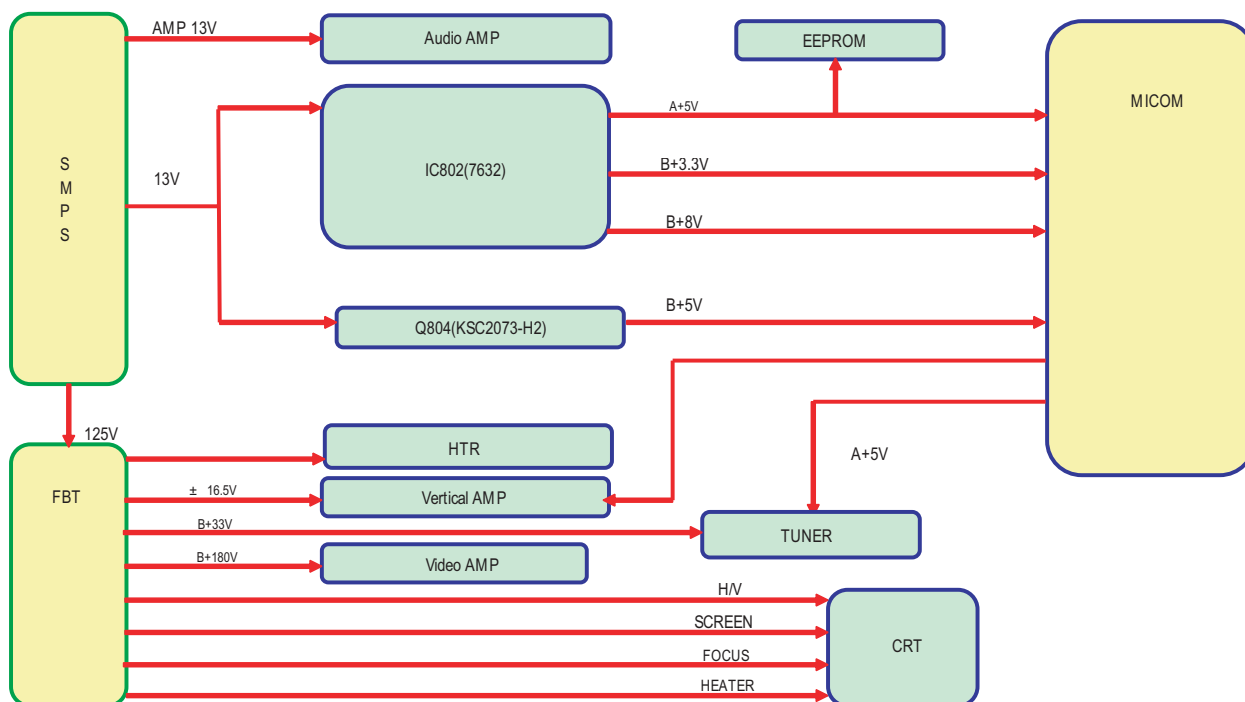 AMP 13V
Audio AMP
EEPROM
MICOM
A+5V
S
M
P
S
13V
IC802(7632)
B+3.3V
B+8V
B+5V
Q804(KSC2073-H2)
125V
HTR
A+5V
FBT
± 16.5V
Vertical AMP
B+33V
TUNER
B+180V
Video AMP
H/V
SCREEN
CRT
FOCUS
HEATER